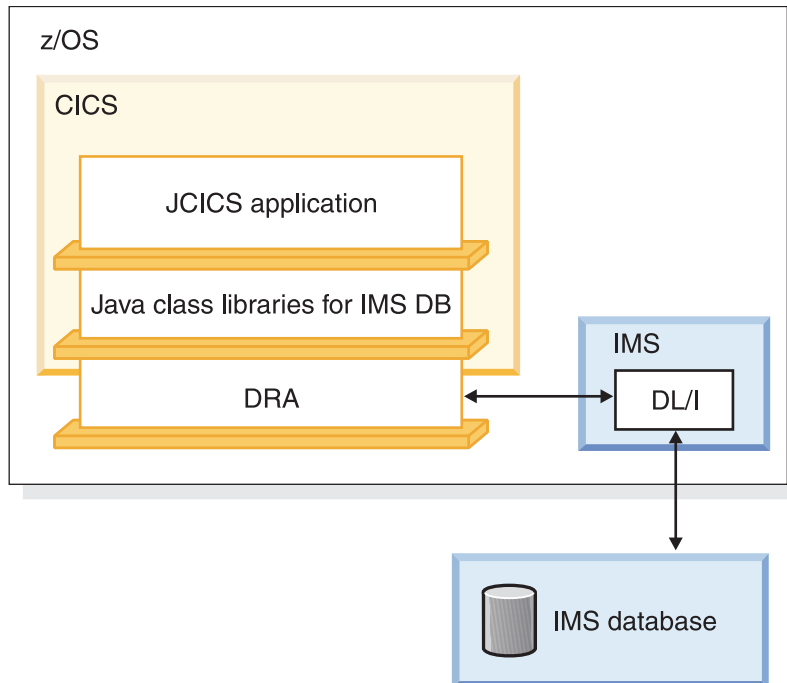 z/OS
CICS
JCICS application
Java class libraries for IMS DB
DRA
IMS
DL/I
IMS database